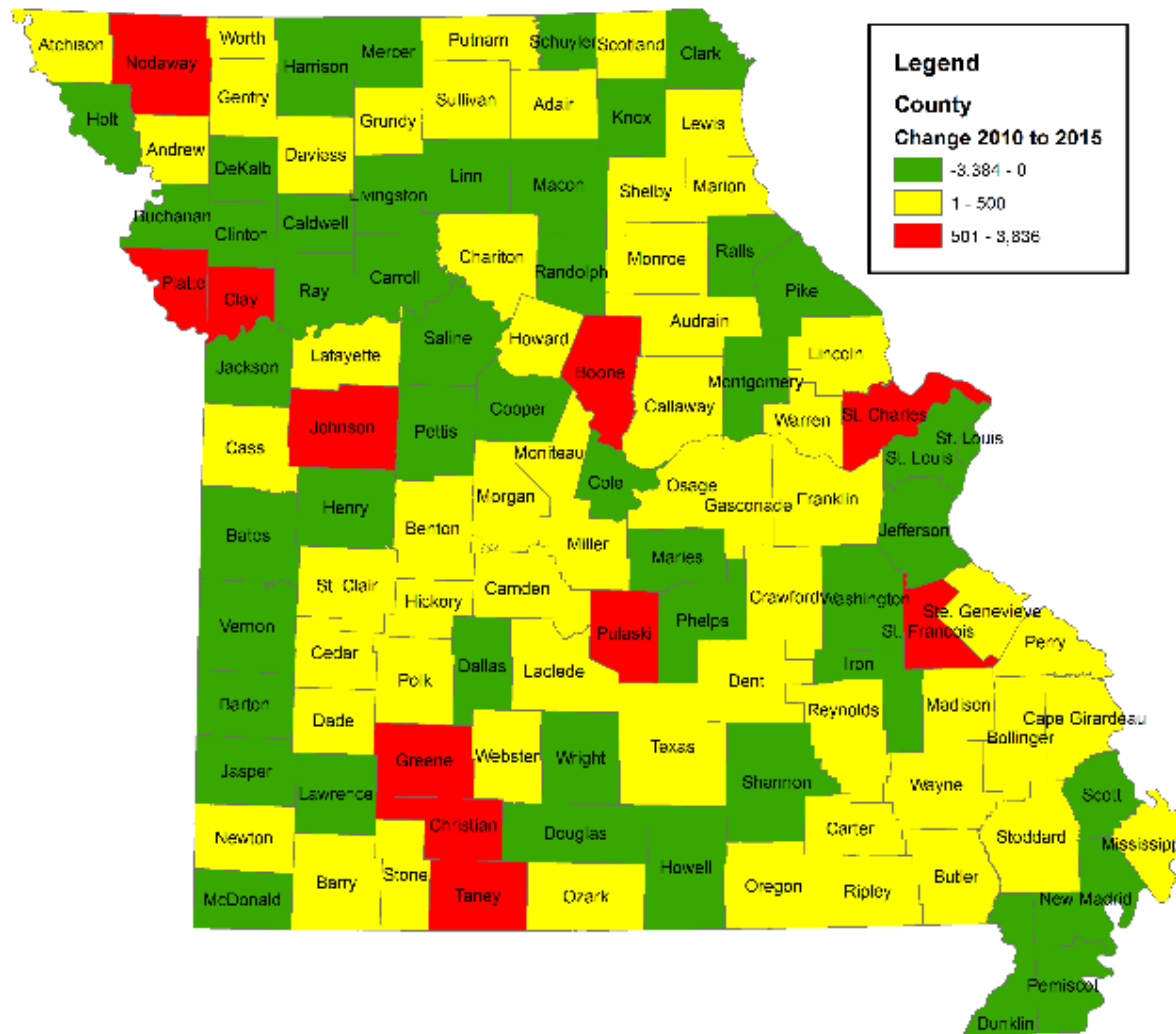 Legend
County
Change 2010 to 2015
-3,384 - 0
1 - 500
501 - 3,836
Atchison
Nodaway
Worth
Harrison
Mercer
Putnam
Schuyler
Scotland
Clark
Holt
Gentry
Grundy
Sullivan
Adair
Knox
Lewis
Andrew
DeKalb
Daviess
Livingston
Linn
Macon
Shelby
Marion
Buchanan
Clinton
Caldwell
Chariton
Randolph
Monroe
Ralls
Platte
Clay
Ray
Carroll
Pike
Audrain
Jackson
Lafayette
Saline
Howard
Boone
Lincoln
Montgomery
Cooper
Callaway
Warren
St. Charles
Cass
Johnson
Pettis
Moniteau
St. Louis
St. Louis
Cole
Osage
Gasconade
Franklin
Henry
Morgan
Bates
Benton
Miller
Maries
Jefferson
St. Clair
Hickory
Camden
Crawford
Washington
Vernon
Pulaski
Phelps
Ste. Genevieve
St. Francois
Cedar
Polk
Dallas
Laclede
Dent
Iron
Perry
Barton
Dade
Reynolds
Madison
Cape Girardeau
Bollinger
Jasper
Greene
Webster
Wright
Texas
Shannon
Wayne
Lawrence
Scott
Christian
Douglas
Carter
Stoddard
Mississipp
Newton
Barry
Stone
Howell
McDonald
Taney
Ozark
Oregon
Ripley
Butler
New Madrid
Pemiscot
Dunklin